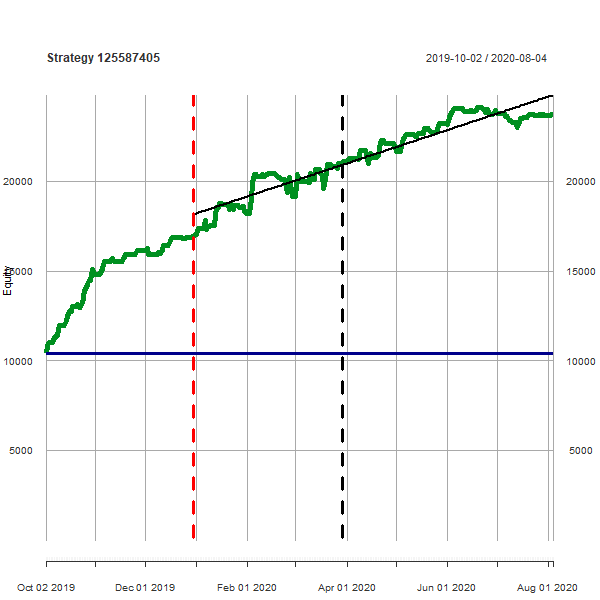 Strategy 125587405
2019-10-02 / 2020-08-04
20000
20000
15000
15000
Equity
10000
10000
5000
5000
Oct 02 2019
Dec 01 2019
Feb 01 2020
Apr 01 2020
Jun 01 2020
Aug 01 2020